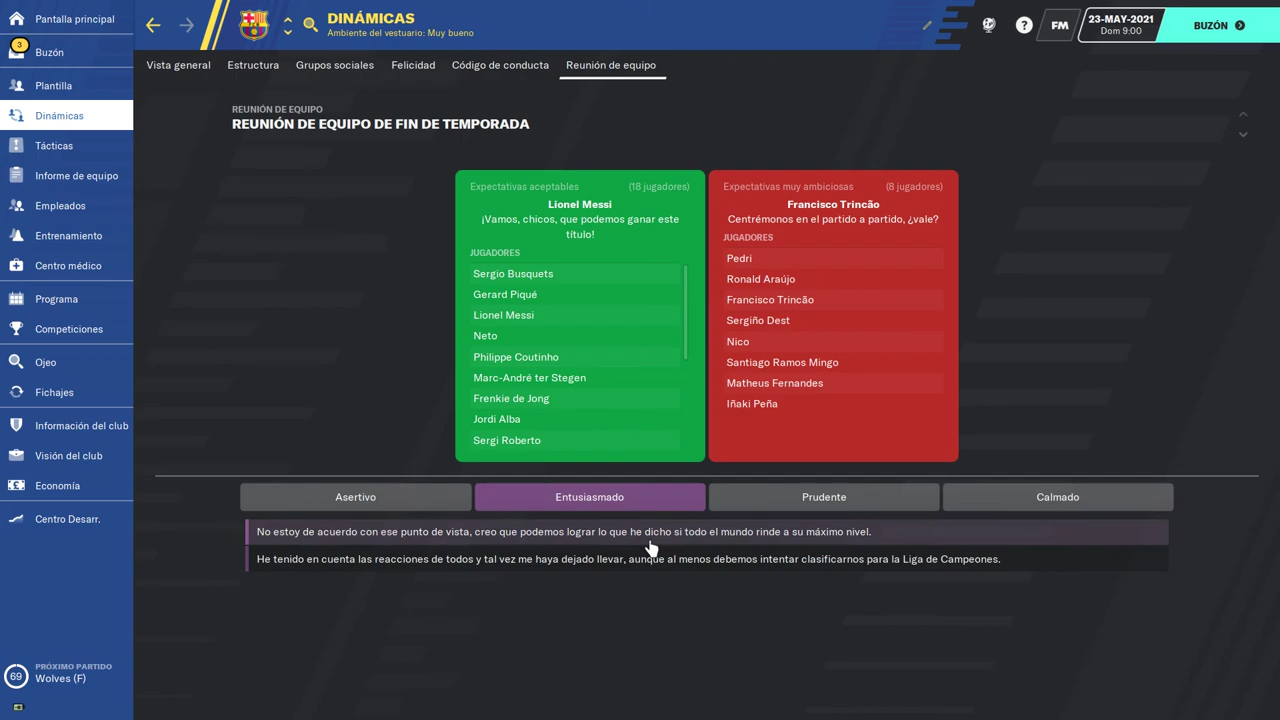 Pantalla principal
3
Buzón
Plantilla
Dinámicas
Tácticas
Informe de equipo
Empleados
Entrenamiento
Centro médico
Programa
Competiciones
Ojeo
Fichajes
Información del club
Visión del club
Economía
Centro Desarr.
69
PRÓXIMO PARTIDO
Wolves (F)
DINÁMICAS
Ambiente del vestuario: Muy bueno
?
FM
23-MAY-2021
Dom 9:00
BUZÓN
Vista general
Estructura
Grupos sociales
Felicidad
Código de conducta
Reunión de equipo
REUNIÓN DE EQUIPO
REUNIÓN DE EQUIPO DE FIN DE TEMPORADA
Expectativas aceptables (18 jugadores)
Lionel Messi
¡Vamos, chicos, que podemos ganar este
título!
JUGADORES
Sergio Busquets
Gerard Piqué
Lionel Messi
Neto
Philippe Coutinho
Marc-André ter Stegen
Frenkie de Jong
Jordi Alba
Sergi Roberto
Expectativas muy ambiciosas (8 jugadores)
Francisco Trincão
Centrémonos en el partido a partido, ¿vale?
JUGADORES
Pedri
Ronald Araújo
Francisco Trincão
Sergiño Dest
Nico
Santiago Ramos Mingo
Matheus Fernandes
Iñaki Peña
Asertivo
Entusiasmado
Prudente
Calmado
No estoy de acuerdo con ese punto de vista, creo que podemos lograr lo que he dicho si todo el mundo rinde a su máximo nivel.
He tenido en cuenta las reacciones de todos y tal vez me haya dejado llevar, aunque al menos debemos intentar clasificarnos para la Liga de Campeones.